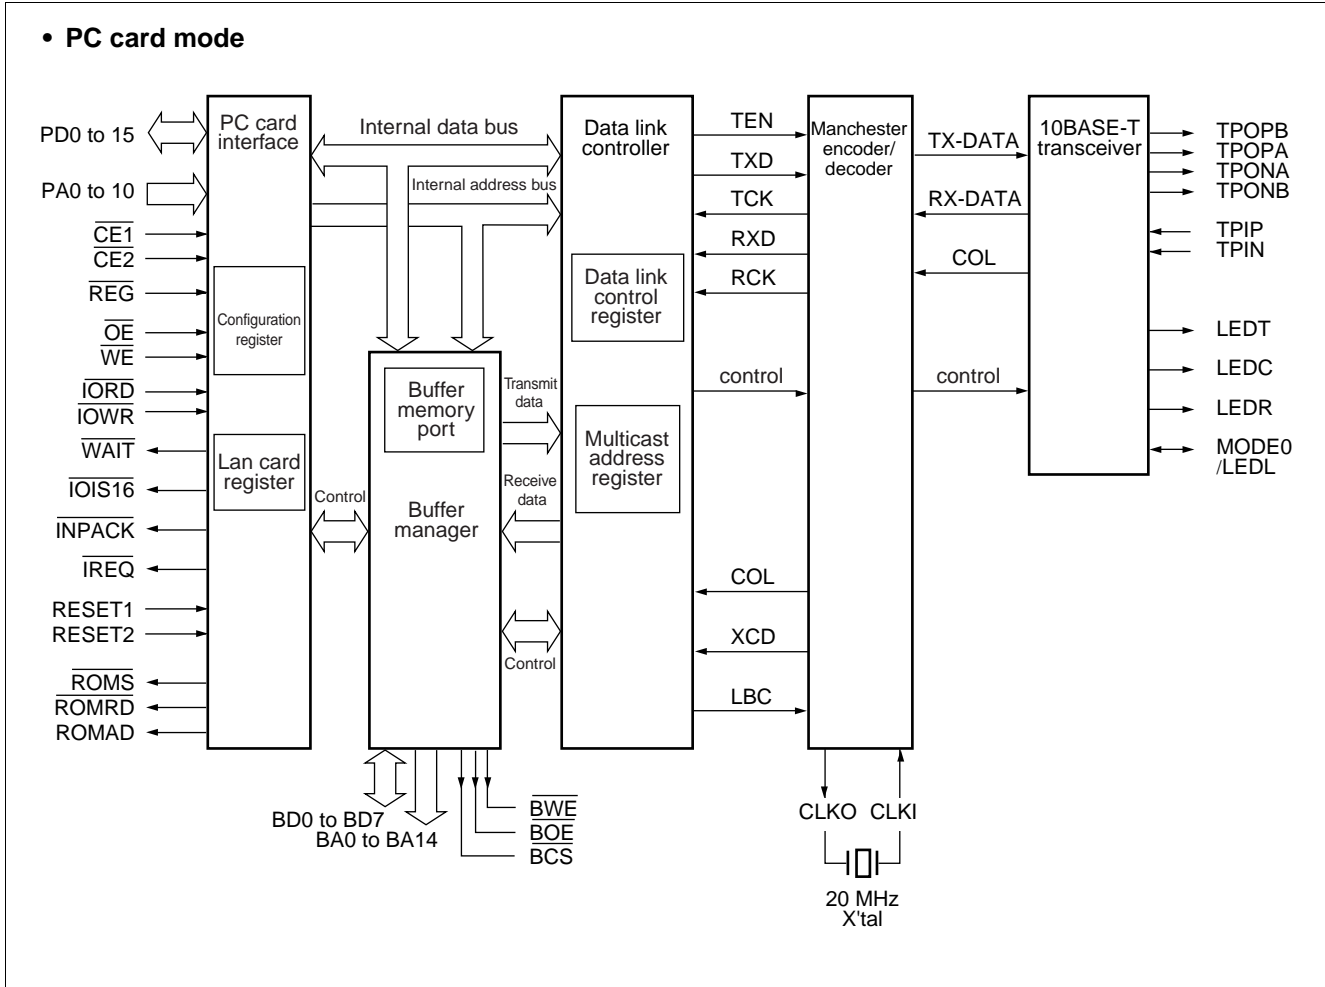 • PC card mode
PD0 to 15
PA0 to 10
CE1
CE2
REG
OE
WE
IORD
IOWR
WAIT
IOIS16
INPACK
IREQ
RESET1
RESET2
ROMS
ROMRD
ROMAD
PC card
interface
Configuration
register
Lan card
register
Internal data bus
Internal address bus
Control
Buffer
memory
port
Buffer
manager
Transmit
data
Receive
data
Control
BD0 to BD7
BA0 to BA14
BWE
BOE
BCS
Data link
controller
Data link
control
register
Multicast
address
register
TEN
TXD
TCK
RXD
RCK
control
COL
XCD
LBC
Manchester
encoder/
decoder
CLKO CLKI
20 MHz
X'tal
TX-DATA
RX-DATA
COL
control
10BASE-T
transceiver
TPOPB
TPOPA
TPONA
TPONB
TPIP
TPIN
LEDT
LEDC
LEDR
MODE0
/LEDL